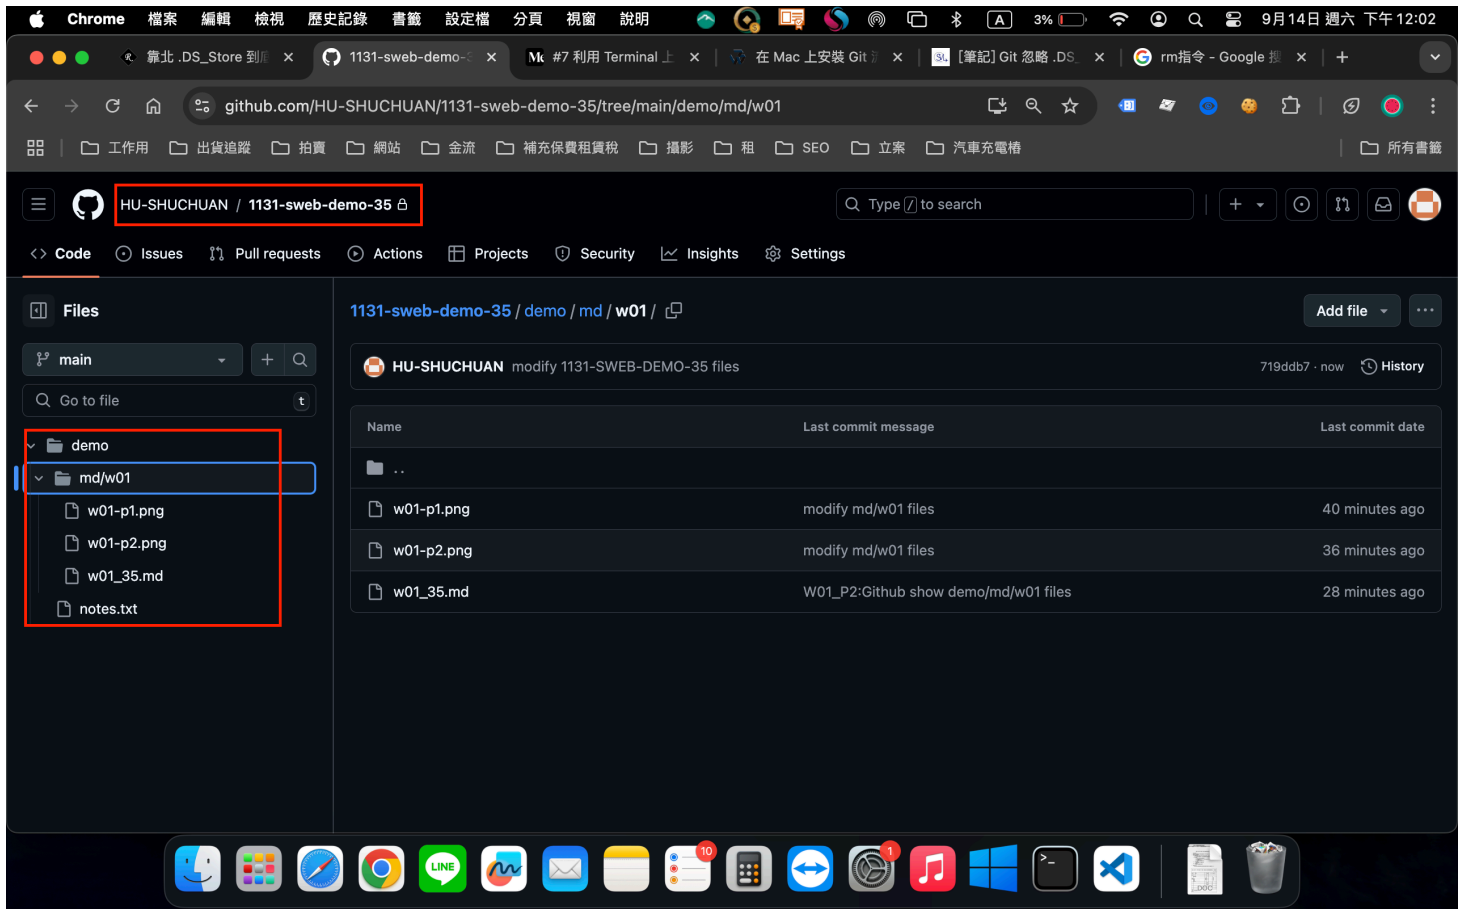 Chrome 檔案 編輯 檢視 歷史記錄 書籤 設定檔 分頁 視窗 說明 A 3% 9月14日 週六 下午12:02
靠北 .DS_Store 到 1131-sweb-demo- #7 利用 Terminal 上 在 Mac 上安裝 Git [筆記] Git 忽略 .DS_ rm指令 - Google 搜
github.com/HU-SHUCHUAN/1131-sweb-demo-35/tree/main/demo/md/w01
工作用 出貨追蹤 拍賣 網站 金流 補充保費租賃稅 攝影 租 SEO 立案 汽車充電樁 所有書籤
HU-SHUCHUAN / 1131-sweb-demo-35 Type / to search
Code Issues Pull requests Actions Projects Security Insights Settings
Files
main
Go to file t
demo
md/w01
w01-p1.png
w01-p2.png
w01_35.md
notes.txt
1131-sweb-demo-35 / demo / md / w01 / Add file
HU-SHUCHUAN modify 1131-SWEB-DEMO-35 files 719ddb7 · now History
Name Last commit message Last commit date
..
w01-p1.png modify md/w01 files 40 minutes ago
w01-p2.png modify md/w01 files 36 minutes ago
w01_35.md W01_P2:Github show demo/md/w01 files 28 minutes ago
LINE 10 1 >_ .DOC